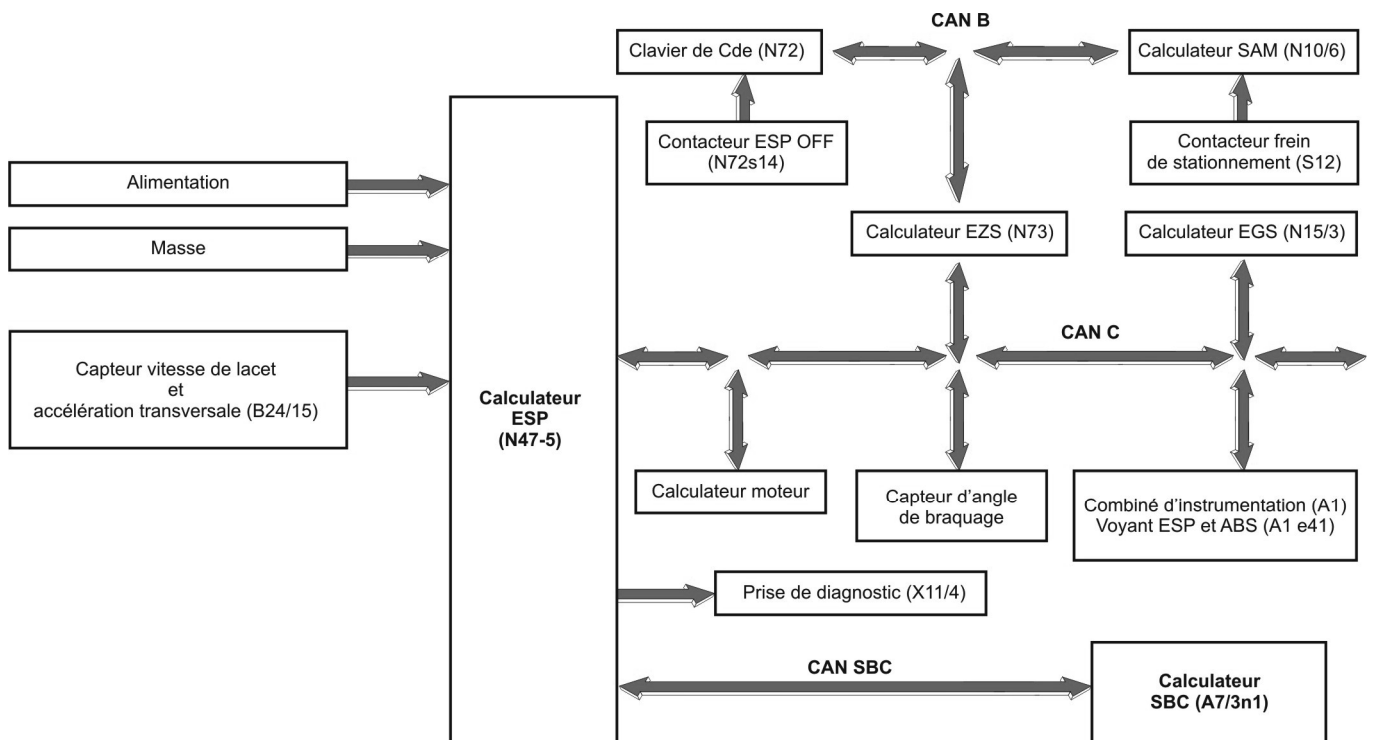 CAN B
Clavier de Cde (N72)
Calculateur SAM (N10/6)
Contacteur ESP OFF
(N72s14)
Contacteur frein
de stationnement (S12)
Alimentation
Masse
Calculateur EZS (N73)
Calculateur EGS (N15/3)
CAN C
Capteur vitesse de lacet
et
accélération transversale (B24/15)
Calculateur
ESP
(N47-5)
Calculateur moteur
Capteur d'angle
de braquage
Combiné d'instrumentation (A1)
Voyant ESP et ABS (A1 e41)
Prise de diagnostic (X11/4)
CAN SBC
Calculateur
SBC (A7/3n1)